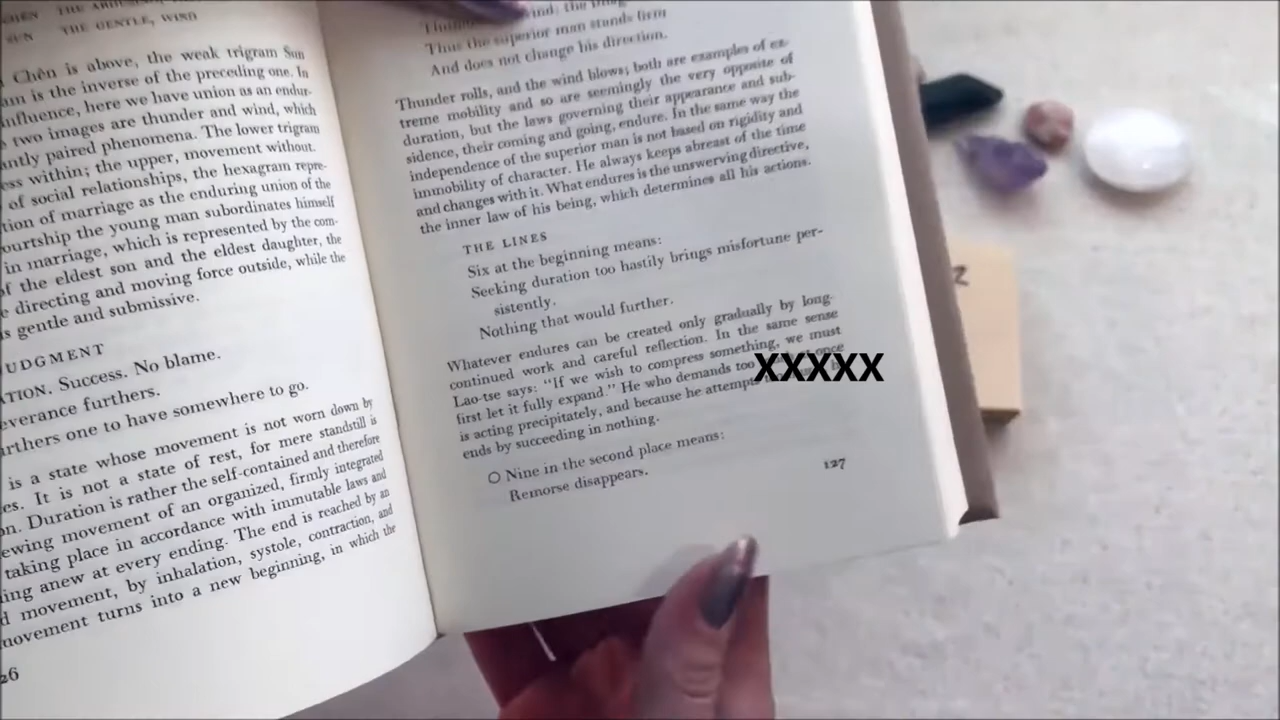 THE GENTLE, WIND
Chên is above, the weak trigram Sun
am is the inverse of the preceding one. In
nfluence, here we have union as an endur-
two images are thunder and wind, which
antly paired phenomena. The lower trigram
ess within; the upper, movement without.
of social relationships, the hexagram repre-
tion of marriage as the enduring union of the
ourtship the young man subordinates himself
in marriage, which is represented by the com-
of the eldest son and the eldest daughter, the
e directing and moving force outside, while the
is gentle and submissive.
UDGMENT
ATION. Success. No blame.
everance furthers.
urthers one to have somewhere to go.
is a state whose movement is not worn down by
es. It is not a state of rest, for mere standstill is
on. Duration is rather the self-contained and therefore
ewing movement of an organized, firmly integrated
taking place in accordance with immutable laws and
ing anew at every ending. The end is reached by an
d movement, by inhalation, systole, contraction, and
movement turns into a new beginning, in which the
26
Thus the superior man stands firm
And does not change his direction.
Thunder rolls, and the wind blows; both are examples of ex-
treme mobility and so are seemingly the very opposite of
duration, but the laws governing their appearance and sub-
sidence, their coming and going, endure. In the same way the
independence of the superior man is not based on rigidity and
immobility of character. He always keeps abreast of the time
and changes with it. What endures is the unswerving directive,
the inner law of his being, which determines all his actions.
THE LINES
Six at the beginning means:
Seeking duration too hastily brings misfortune per-
sistently.
Nothing that would further.
Whatever endures can be created only gradually by long-
continued work and careful reflection. In the same sense
Lao-tse says: "If we wish to compress something, we must
first let it fully expand." He who demands too once
is acting precipitately, and because he attempts
ends by succeeding in nothing.
○ Nine in the second place means:
Remorse disappears.
127
XXXXX